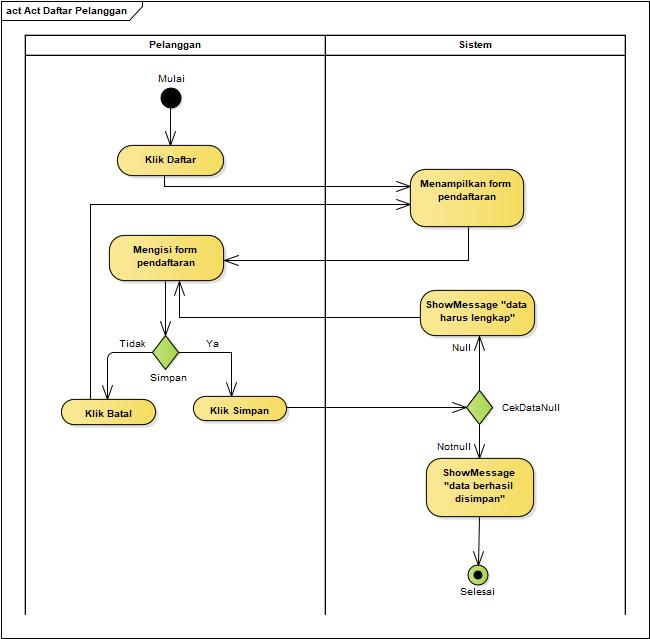 act Act Daftar Pelanggan
Pelanggan
Sistem
Mulai
Klik Daftar
Menampilkan form
pendaftaran
Mengisi form
pendaftaran
ShowMessage "data
harus lengkap"
Tidak
Ya
Null
Simpan
Klik Batal
Klik Simpan
CekDataNull
Notnull
ShowMessage
"data berhasil
disimpan"
Selesai